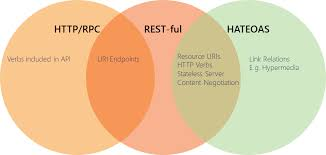 HTTP/RPC
REST-ful
HATEOAS
Verbs included in API
URI Endpoints
Resource URIs
HTTP Verbs
Stateless Server
Content Negotiation
Link Relations
E.g. Hypermedia